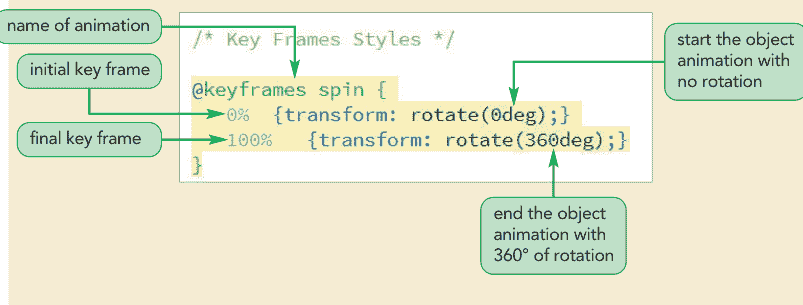 name of animation
/* Key Frames Styles */
start the object
animation with
no rotation
initial key frame
@keyframes spin {
0% {transform: rotate(0deg);}
final key frame
100% {transform: rotate(360deg);}
}
end the object
animation with
360° of rotation